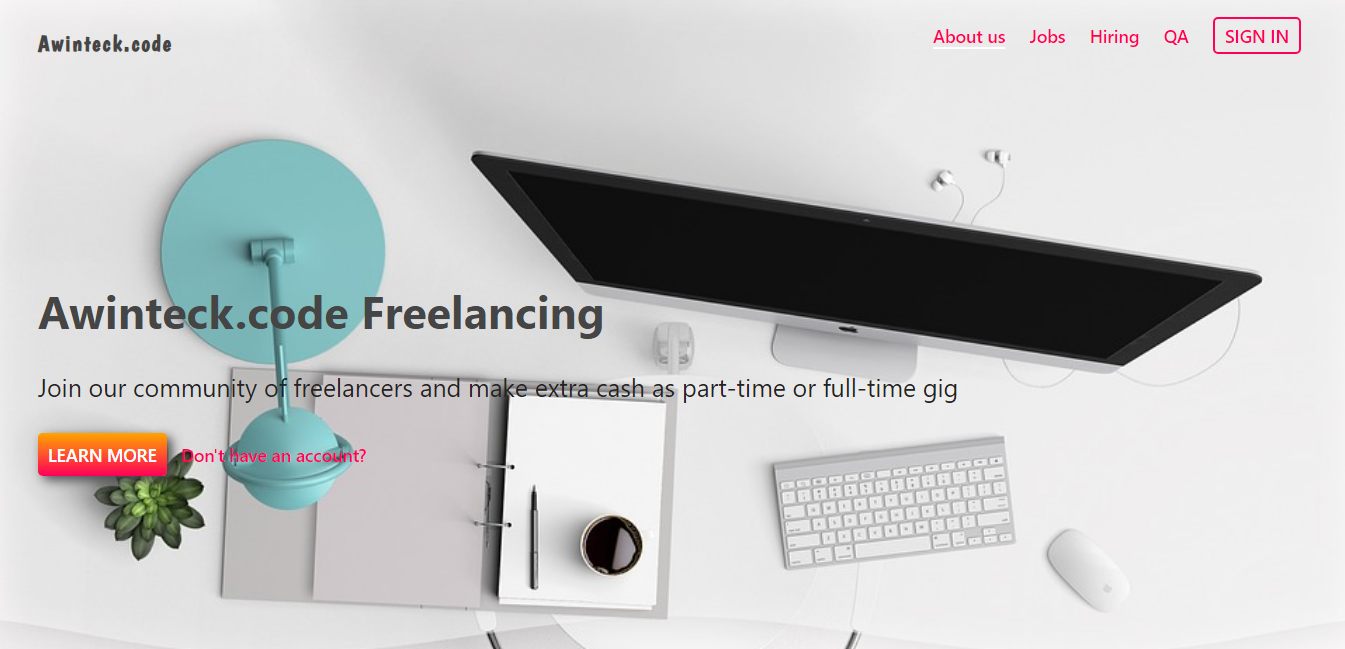 Awinteck.code
About us Jobs Hiring QA SIGN IN
Awinteck.code Freelancing
Join our community of freelancers and make extra cash as part-time or full-time gig
LEARN MORE Don't have an account?